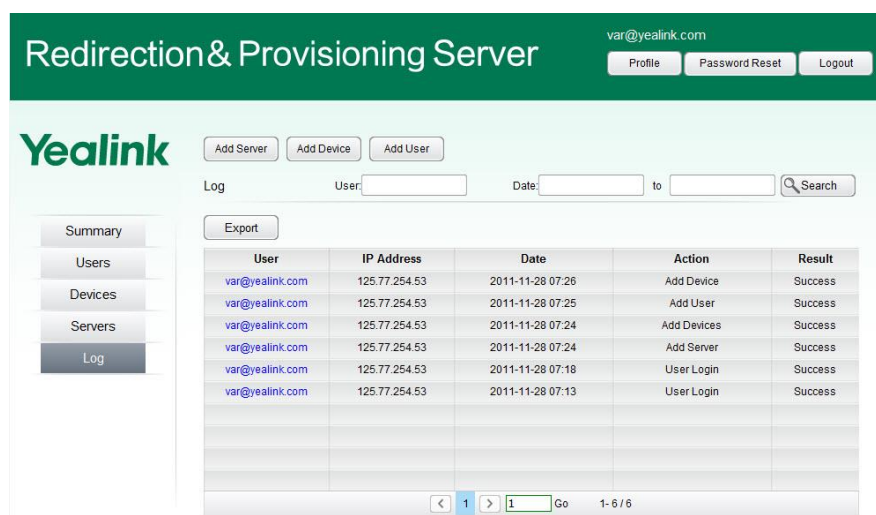 var@yealink.com
Redirection& Provisioning Server
Profile Password Reset Logout
Yealink
Add Server Add Device Add User
Log User: Date: to Search
Summary
Users
Devices
Servers
Log
Export
User IP Address Date Action Result
var@yealink.com 125.77.254.53 2011-11-28 07:26 Add Device Success
var@yealink.com 125.77.254.53 2011-11-28 07:25 Add User Success
var@yealink.com 125.77.254.53 2011-11-28 07:24 Add Devices Success
var@yealink.com 125.77.254.53 2011-11-28 07:24 Add Server Success
var@yealink.com 125.77.254.53 2011-11-28 07:18 User Login Success
var@yealink.com 125.77.254.53 2011-11-28 07:13 User Login Success
< 1 > 1 Go 1- 6 / 6